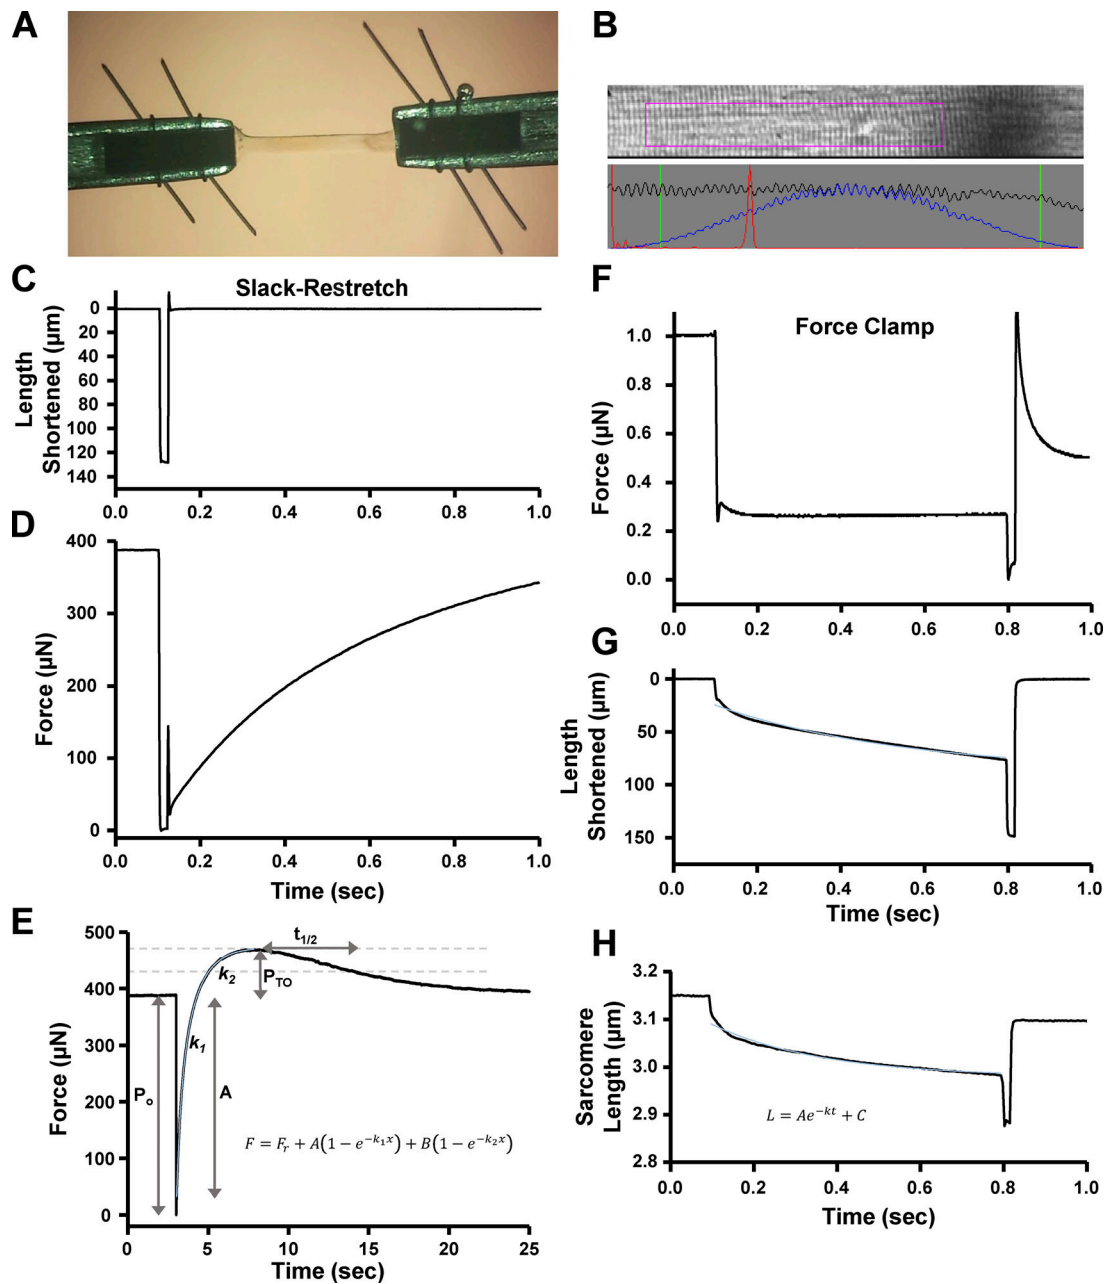 A
B
C
Slack-Restretch
Length
Shortened (µm)
0
20
40
60
80
100
120
140
0.0
0.2
0.4
0.6
0.8
1.0
D
Force (µN)
400
300
200
100
0
0.0
0.2
0.4
0.6
0.8
1.0
Time (sec)
E
Force (µN)
500
400
300
200
100
0
t1/2
k2
PTO
k1
Po
A
F = Fr + A(1 − e^−k1x) + B(1 − e^−k2x)
0
5
10
15
20
25
Time (sec)
F
Force Clamp
Force (µN)
1.0
0.8
0.6
0.4
0.2
0.0
0.0
0.2
0.4
0.6
0.8
1.0
G
Length
Shortened (µm)
0
50
100
150
0.0
0.2
0.4
0.6
0.8
1.0
Time (sec)
H
Sarcomere
Length (µm)
3.2
3.1
3.0
2.9
2.8
L = Ae^−kt + C
0.0
0.2
0.4
0.6
0.8
1.0
Time (sec)